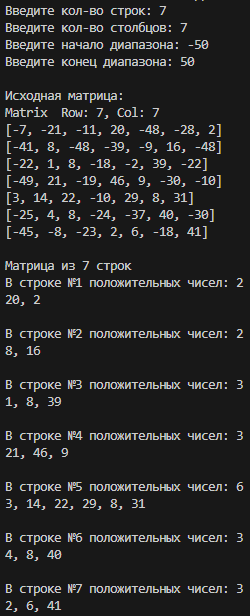 Введите кол-во строк: 7
Введите кол-во столбцов: 7
Введите начало диапазона: -50
Введите конец диапазона: 50
Исходная матрица:
Matrix  Row: 7, Col: 7
[-7, -21, -11, 20, -48, -28, 2]
[-41, 8, -48, -39, -9, 16, -48]
[-22, 1, 8, -18, -2, 39, -22]
[-49, 21, -19, 46, 9, -30, -10]
[3, 14, 22, -10, 29, 8, 31]
[-25, 4, 8, -24, -37, 40, -30]
[-45, -8, -23, 2, 6, -18, 41]
Матрица из 7 строк
В строке №1 положительных чисел: 2
20, 2
В строке №2 положительных чисел: 2
8, 16
В строке №3 положительных чисел: 3
1, 8, 39
В строке №4 положительных чисел: 3
21, 46, 9
В строке №5 положительных чисел: 6
3, 14, 22, 29, 8, 31
В строке №6 положительных чисел: 3
4, 8, 40
В строке №7 положительных чисел: 3
2, 6, 41